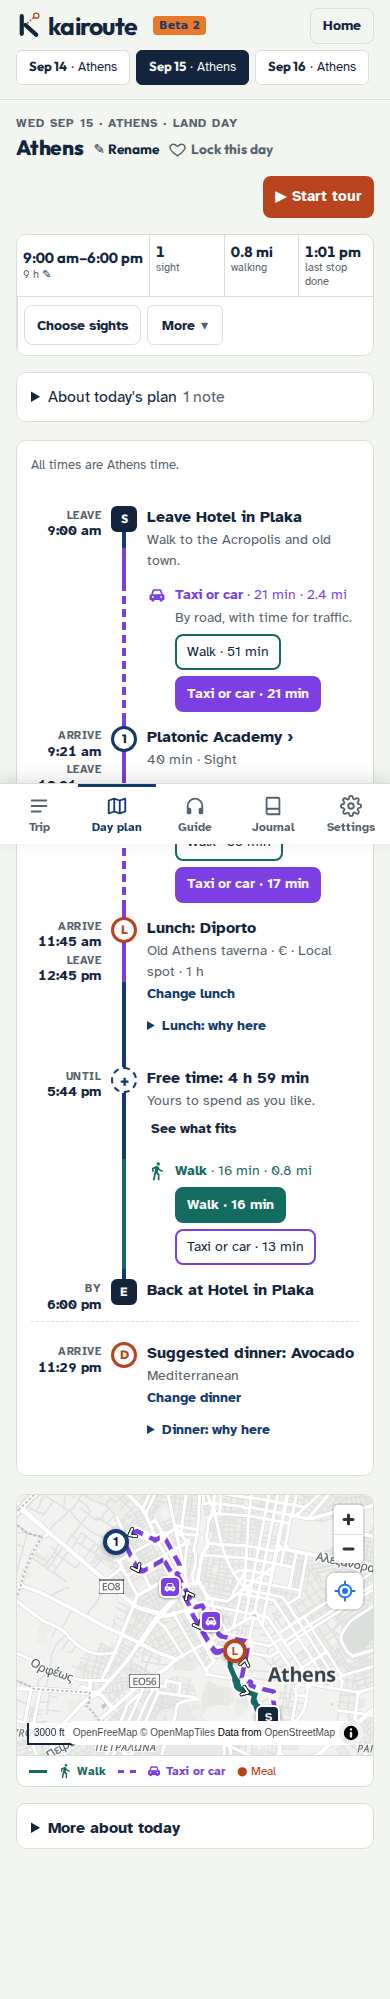 kairoute Beta 2 Home
Sep 14 · Athens Sep 15 · Athens Sep 16 · Athens
WED SEP 15 · ATHENS · LAND DAY
Athens ✎ Rename Lock this day
▶ Start tour
9:00 am–6:00 pm
9 h ✎
1
sight
0.8 mi
walking
1:01 pm
last stop
done
Choose sights More ▾
▶ About today's plan 1 note
All times are Athens time.
LEAVE
9:00 am
S
Leave Hotel in Plaka
Walk to the Acropolis and old
town.
Taxi or car · 21 min · 2.4 mi
By road, with time for traffic.
Walk · 51 min
Taxi or car · 21 min
ARRIVE
9:21 am
LEAVE
1
Platonic Academy ›
40 min · Sight
Trip Day plan Guide Journal Settings
Taxi or car · 17 min
ARRIVE
11:45 am
LEAVE
12:45 pm
L
Lunch: Diporto
Old Athens taverna · € · Local
spot · 1 h
Change lunch
▶ Lunch: why here
UNTIL
5:44 pm
+
Free time: 4 h 59 min
Yours to spend as you like.
See what fits
Walk · 16 min · 0.8 mi
Walk · 16 min
Taxi or car · 13 min
BY
6:00 pm
E
Back at Hotel in Plaka
ARRIVE
11:29 pm
D
Suggested dinner: Avocado
Mediterranean
Change dinner
▶ Dinner: why here
+
−
1
ΕΟ8
L
Athens
Ορφέως
ΕΟ56
S
3000 ft OpenFreeMap © OpenMapTiles Data from OpenStreetMap
ΠΕΤΡΑΛΩΝΑ
Walk Taxi or car Meal
▶ More about today